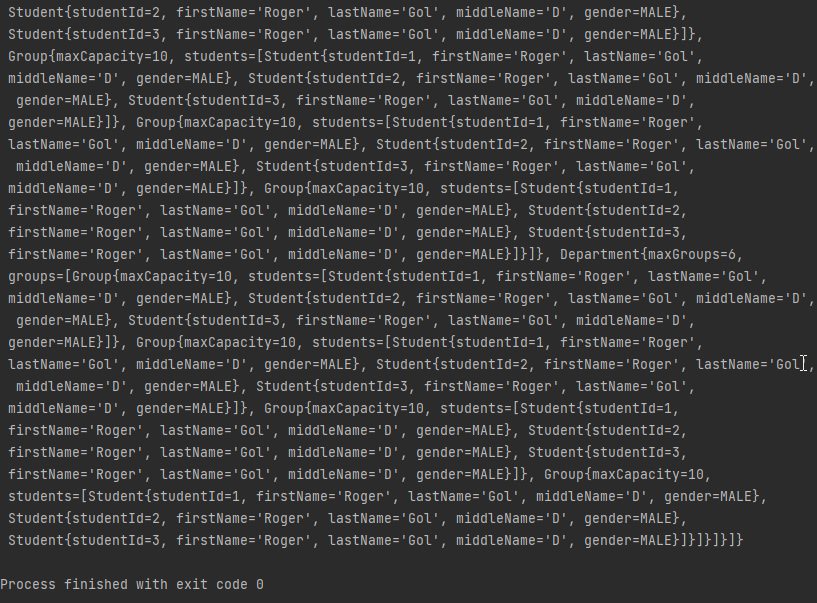 Student{studentId=2, firstName='Roger', lastName='Gol', middleName='D', gender=MALE},
Student{studentId=3, firstName='Roger', lastName='Gol', middleName='D', gender=MALE}]},
Group{maxCapacity=10, students=[Student{studentId=1, firstName='Roger', lastName='Gol',
middleName='D', gender=MALE}, Student{studentId=2, firstName='Roger', lastName='Gol', middleName='D',
gender=MALE}, Student{studentId=3, firstName='Roger', lastName='Gol', middleName='D',
gender=MALE}]}, Group{maxCapacity=10, students=[Student{studentId=1, firstName='Roger',
lastName='Gol', middleName='D', gender=MALE}, Student{studentId=2, firstName='Roger', lastName='Gol',
middleName='D', gender=MALE}, Student{studentId=3, firstName='Roger', lastName='Gol',
middleName='D', gender=MALE}]}, Group{maxCapacity=10, students=[Student{studentId=1,
firstName='Roger', lastName='Gol', middleName='D', gender=MALE}, Student{studentId=2,
firstName='Roger', lastName='Gol', middleName='D', gender=MALE}, Student{studentId=3,
firstName='Roger', lastName='Gol', middleName='D', gender=MALE}]}]}, Department{maxGroups=6,
groups=[Group{maxCapacity=10, students=[Student{studentId=1, firstName='Roger', lastName='Gol',
middleName='D', gender=MALE}, Student{studentId=2, firstName='Roger', lastName='Gol', middleName='D',
gender=MALE}, Student{studentId=3, firstName='Roger', lastName='Gol', middleName='D',
gender=MALE}]}, Group{maxCapacity=10, students=[Student{studentId=1, firstName='Roger',
lastName='Gol', middleName='D', gender=MALE}, Student{studentId=2, firstName='Roger', lastName='Gol',
middleName='D', gender=MALE}, Student{studentId=3, firstName='Roger', lastName='Gol',
middleName='D', gender=MALE}]}, Group{maxCapacity=10, students=[Student{studentId=1,
firstName='Roger', lastName='Gol', middleName='D', gender=MALE}, Student{studentId=2,
firstName='Roger', lastName='Gol', middleName='D', gender=MALE}, Student{studentId=3,
firstName='Roger', lastName='Gol', middleName='D', gender=MALE}]}, Group{maxCapacity=10,
students=[Student{studentId=1, firstName='Roger', lastName='Gol', middleName='D', gender=MALE},
Student{studentId=2, firstName='Roger', lastName='Gol', middleName='D', gender=MALE},
Student{studentId=3, firstName='Roger', lastName='Gol', middleName='D', gender=MALE}]}]}]}]}
Process finished with exit code 0